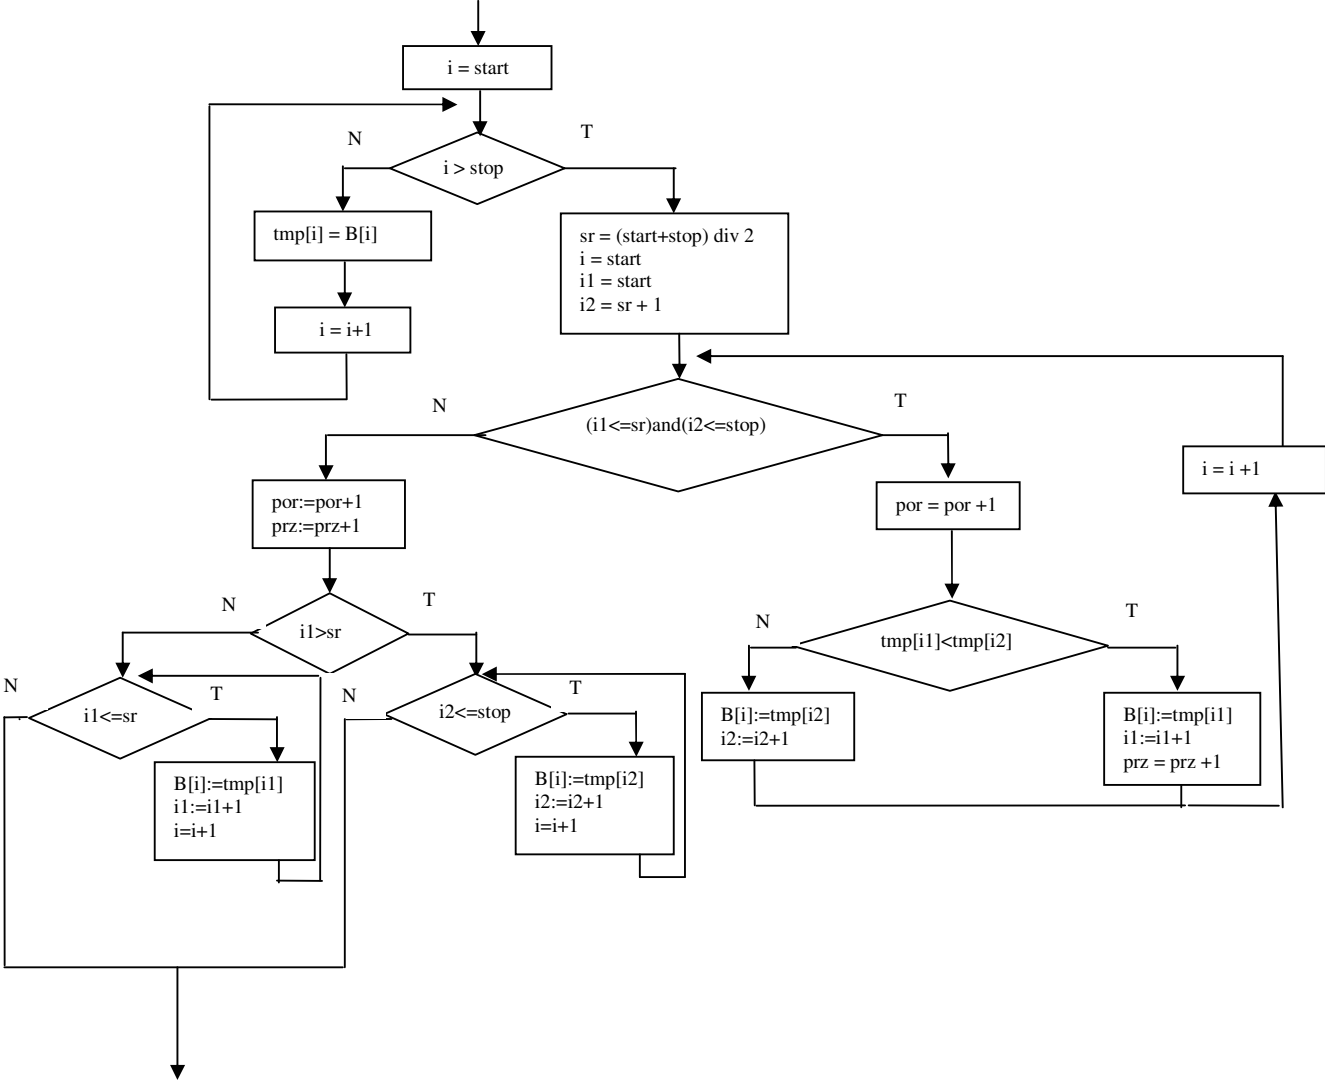 i = start
N
T
i > stop
tmp[i] = B[i]
sr = (start+stop) div 2
i = start
i1 = start
i2 = sr + 1
i = i+1
N
T
(i1<=sr)and(i2<=stop)
i = i +1
por:=por+1
prz:=prz+1
por = por +1
N
T
i1>sr
N
T
tmp[i1]<tmp[i2]
N
T
i1<=sr
N
T
i2<=stop
B[i]:=tmp[i2]
i2:=i2+1
B[i]:=tmp[i1]
i1:=i1+1
prz = prz +1
B[i]:=tmp[i1]
i1:=i1+1
i=i+1
B[i]:=tmp[i2]
i2:=i2+1
i=i+1